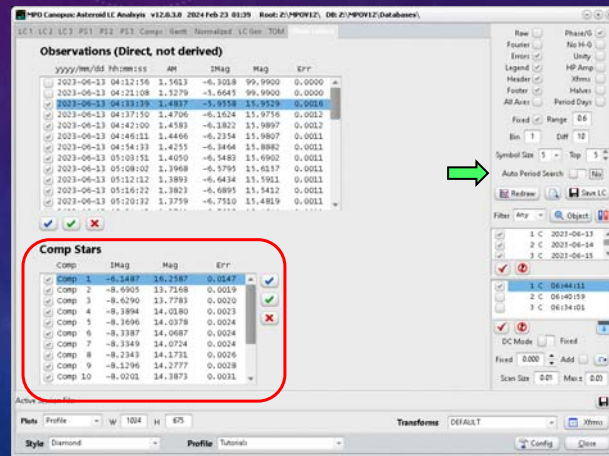 MPO Canopus: Asteroid LC Analysis v12.0.3.0 2024 Feb 23 01:39 Root: Z:\MPOV12\ DB: Z:\MPOV12\Databases\
LC1 LC2 LC3 PS1 PS2 PS3 Comps Gantt Normalized LC Gen TOM
Observations (Direct, not derived)
yyyy/mm/dd hh:mm:ss AM IMag Mag Err
2023-06-13 04:12:56 1.5613 -6.3018 99.9900 0.0000
2023-06-13 04:21:08 1.5279 -5.6645 99.9900 0.0000
2023-06-13 04:33:39 1.4837 -5.9558 15.9529 0.0016
2023-06-13 04:37:50 1.4706 -6.1624 15.9756 0.0012
2023-06-13 04:42:00 1.4583 -6.1822 15.9897 0.0012
2023-06-13 04:46:11 1.4466 -6.2354 15.9807 0.0011
2023-06-13 04:54:33 1.4255 -6.3464 15.8882 0.0011
2023-06-13 05:03:51 1.4050 -6.5483 15.6902 0.0011
2023-06-13 05:08:02 1.3968 -6.5795 15.6157 0.0011
2023-06-13 05:12:12 1.3893 -6.6434 15.5911 0.0011
2023-06-13 05:16:22 1.3823 -6.6895 15.5412 0.0011
2023-06-13 05:20:32 1.3759 -6.7510 15.4819 0.0011
Comp Stars
Comp IMag Mag Err
Comp 1 -6.1487 16.2587 0.0147
Comp 2 -8.6905 13.7168 0.0019
Comp 3 -8.6290 13.7783 0.0020
Comp 4 -8.3894 14.0180 0.0023
Comp 5 -8.3696 14.0378 0.0024
Comp 6 -8.3387 14.0687 0.0024
Comp 7 -8.3349 14.0724 0.0024
Comp 8 -8.2343 14.1731 0.0026
Comp 9 -8.1296 14.2777 0.0028
Comp 10 -8.0201 14.3873 0.0031
Plots Profile W 1024 H 675 Transforms DEFAULT Xfrms
Style Diamond Profile Tutorials Config Close
Raw Phase/G
Fourier No H-G
Errors Unity
Legend HP Amp
Header Xfrms
Footer Halves
All Axes Period Days
Fixed Range 0.6
Bin 1 Diff 10
Symbol Size 5 Top 5
Auto Period Search No
Redraw Save LC
Filter Any Object
1 C 2023-06-13
2 C 2023-06-14
3 C 2023-06-15
1 C 06:44:11
2 C 06:40:59
3 C 06:34:01
DC Mode Fixed
Fixed 0.000 Add
Scan Size 0.01 Max ± 0.03